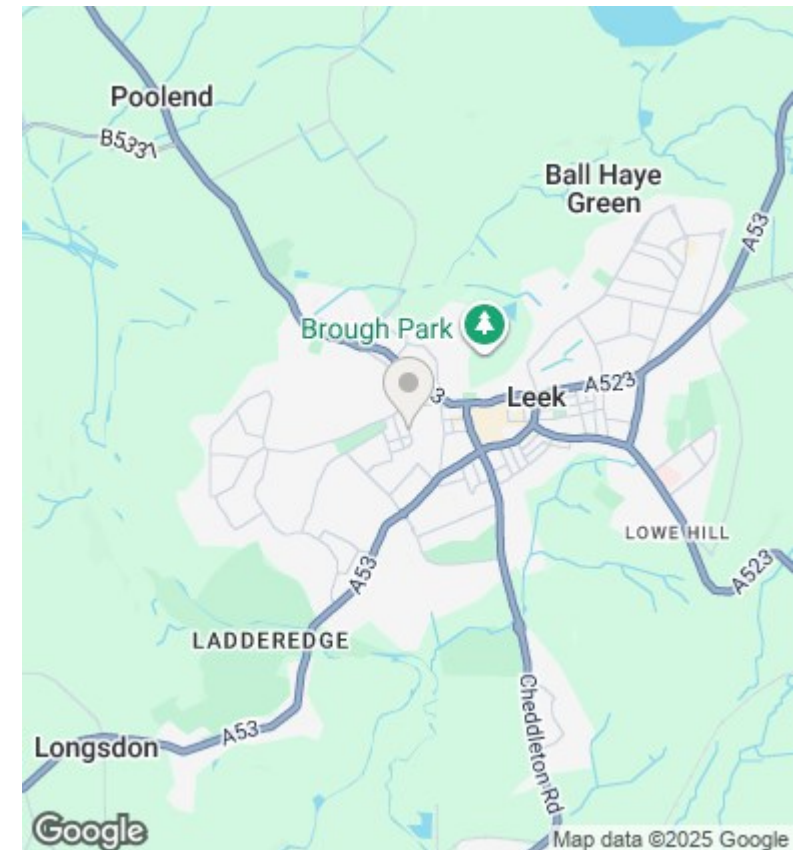 Poolend
B5331
Ball Haye
Green
A53
Brough Park
A523
Leek
LOWE HILL
A53
A523
LADDEREDGE
Cheddleton Rd
Longsdon
A53
Google
Map data ©2025 Google